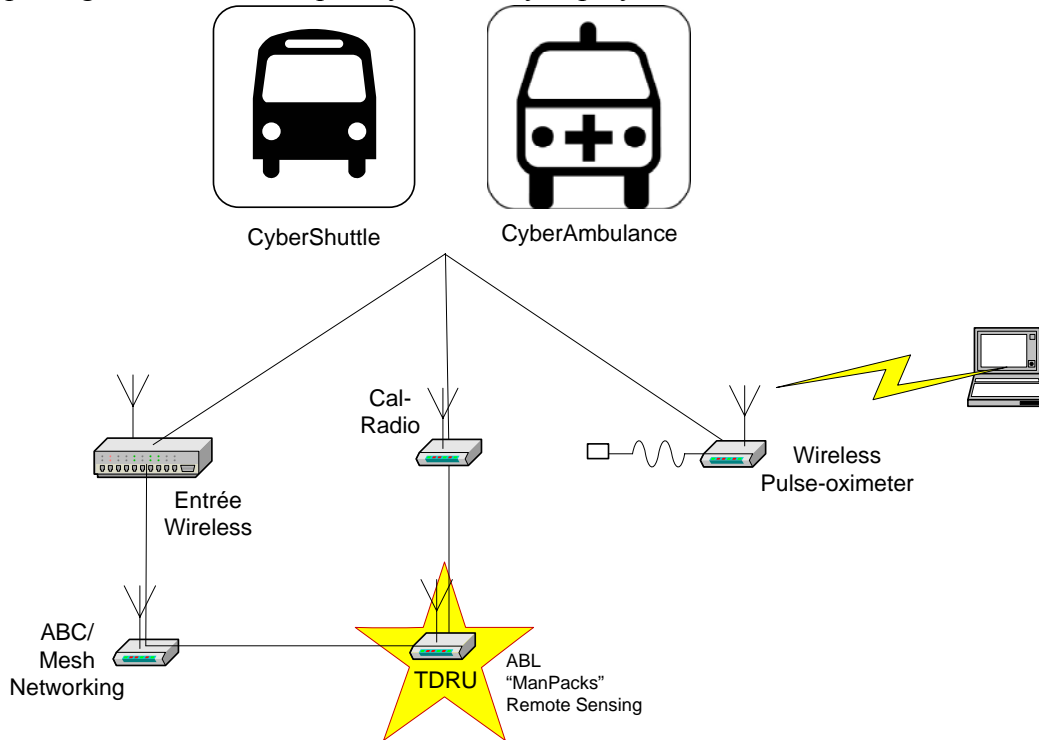 CyberShuttle
CyberAmbulance
Cal-
Radio
Entrée
Wireless
Wireless
Pulse-oximeter
ABC/
Mesh
Networking
TDRU
ABL
“ManPacks”
Remote Sensing